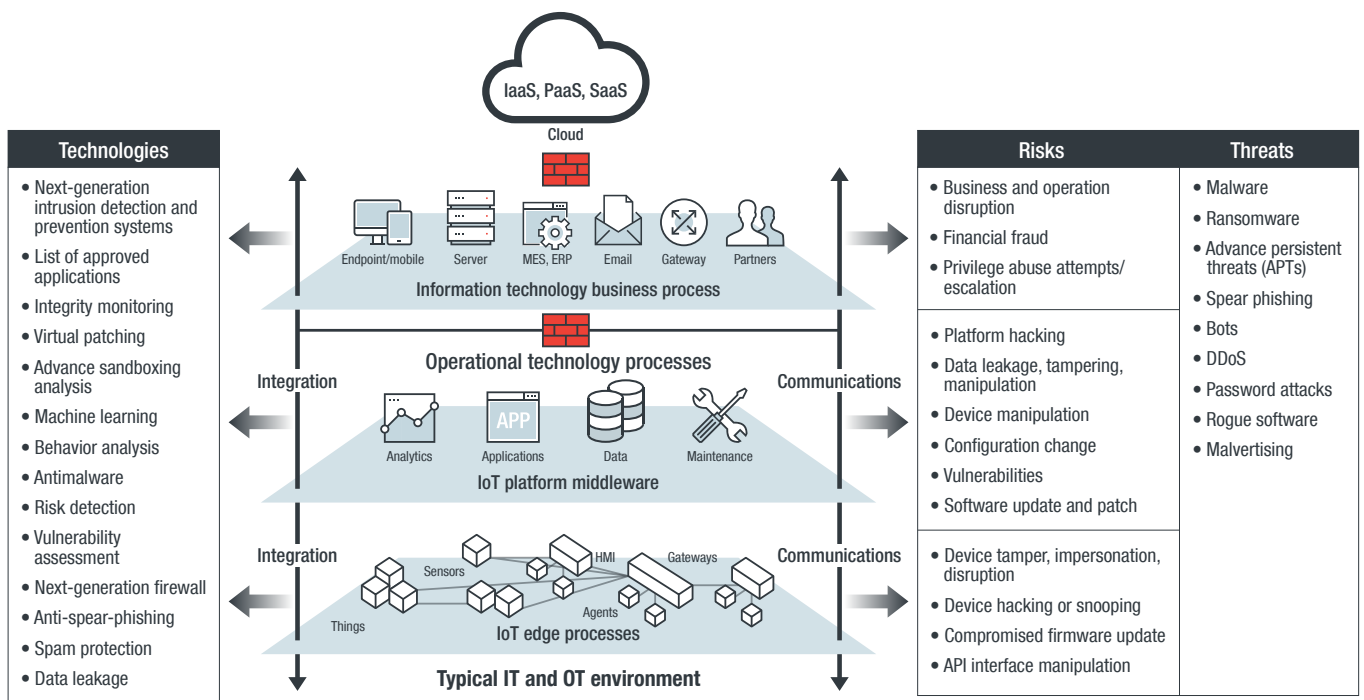 IaaS, PaaS, SaaS
Cloud
Technologies
• Next-generation
intrusion detection and
prevention systems
• List of approved
applications
• Integrity monitoring
• Virtual patching
• Advance sandboxing
analysis
• Machine learning
• Behavior analysis
• Antimalware
• Risk detection
• Vulnerability
assessment
• Next-generation firewall
• Anti-spear-phishing
• Spam protection
• Data leakage
Endpoint/mobile
Server
MES, ERP
Email
Gateway
Partners
Information technology business process
Operational technology processes
Integration
Communications
APP
Analytics
Applications
Data
Maintenance
IoT platform middleware
Integration
Communications
Sensors
HMI
Gateways
Things
Agents
IoT edge processes
Typical IT and OT environment
Risks
• Business and operation
disruption
• Financial fraud
• Privilege abuse attempts/
escalation
• Platform hacking
• Data leakage, tampering,
manipulation
• Device manipulation
• Configuration change
• Vulnerabilities
• Software update and patch
• Device tamper, impersonation,
disruption
• Device hacking or snooping
• Compromised firmware update
• API interface manipulation
Threats
• Malware
• Ransomware
• Advance persistent
threats (APTs)
• Spear phishing
• Bots
• DDoS
• Password attacks
• Rogue software
• Malvertising